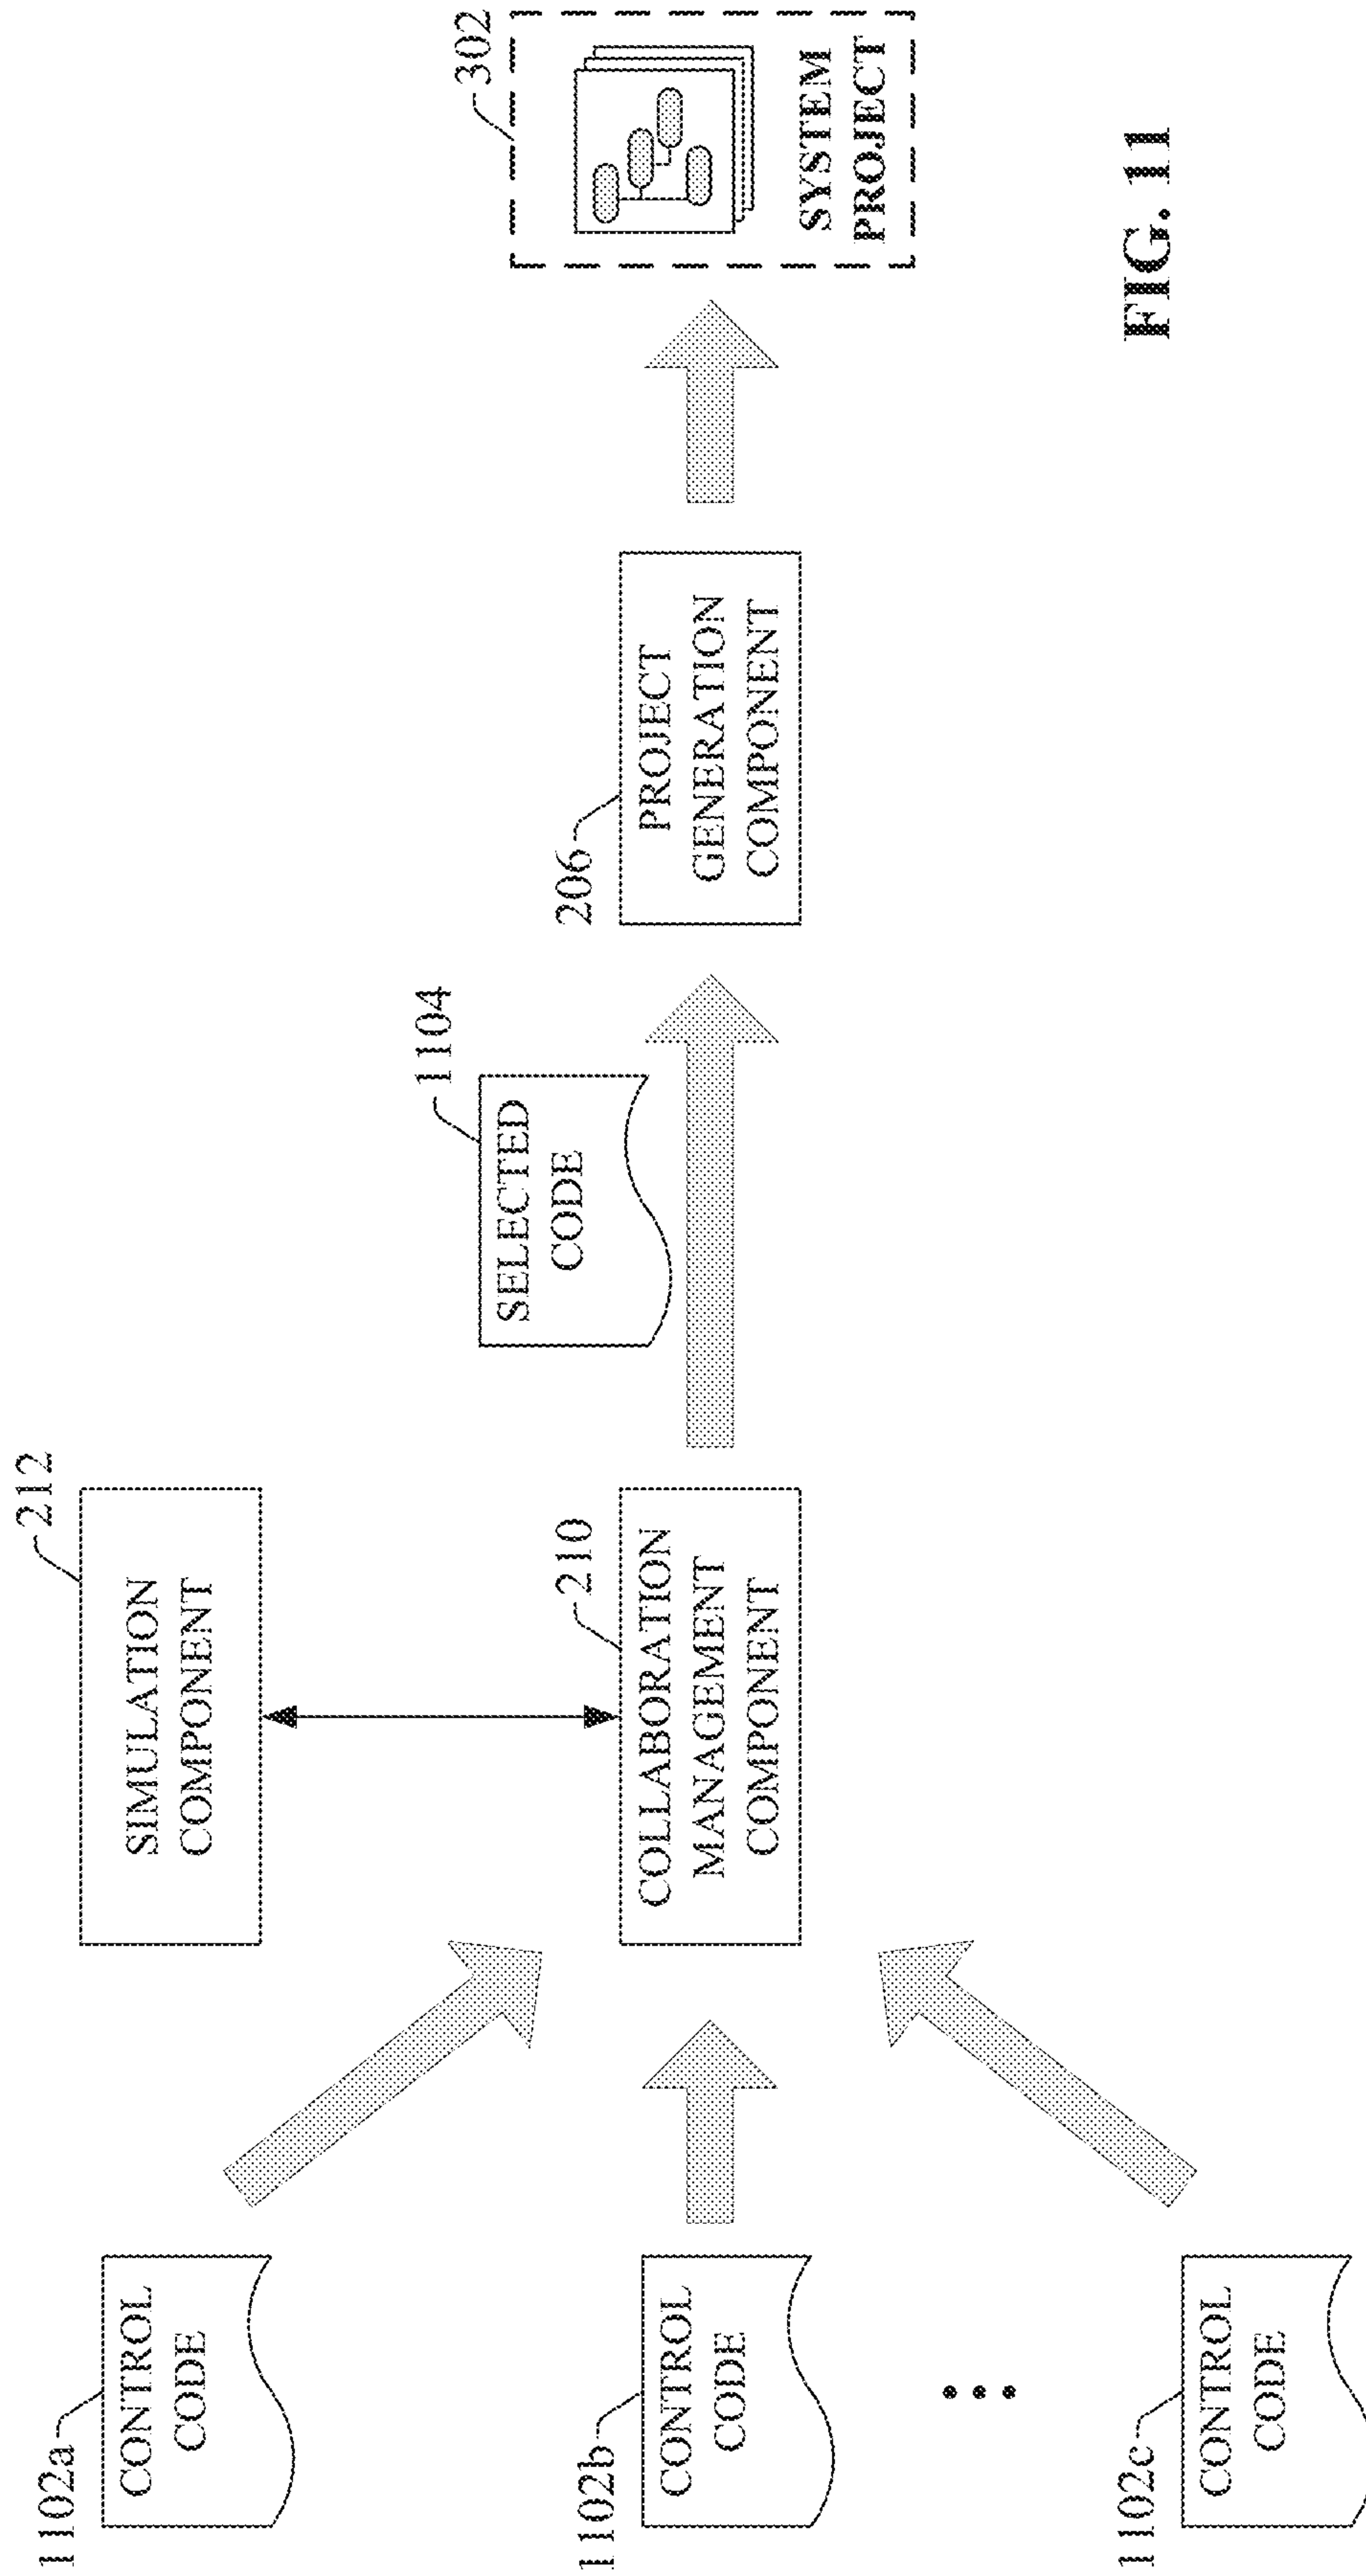 1102a
CONTROL
CODE
1102b
CONTROL
CODE
1102c
CONTROL
CODE
212
SIMULATION
COMPONENT
210
COLLABORATION
MANAGEMENT
COMPONENT
1104
SELECTED
CODE
206
PROJECT
GENERATION
COMPONENT
302
SYSTEM
PROJECT
FIG. 11